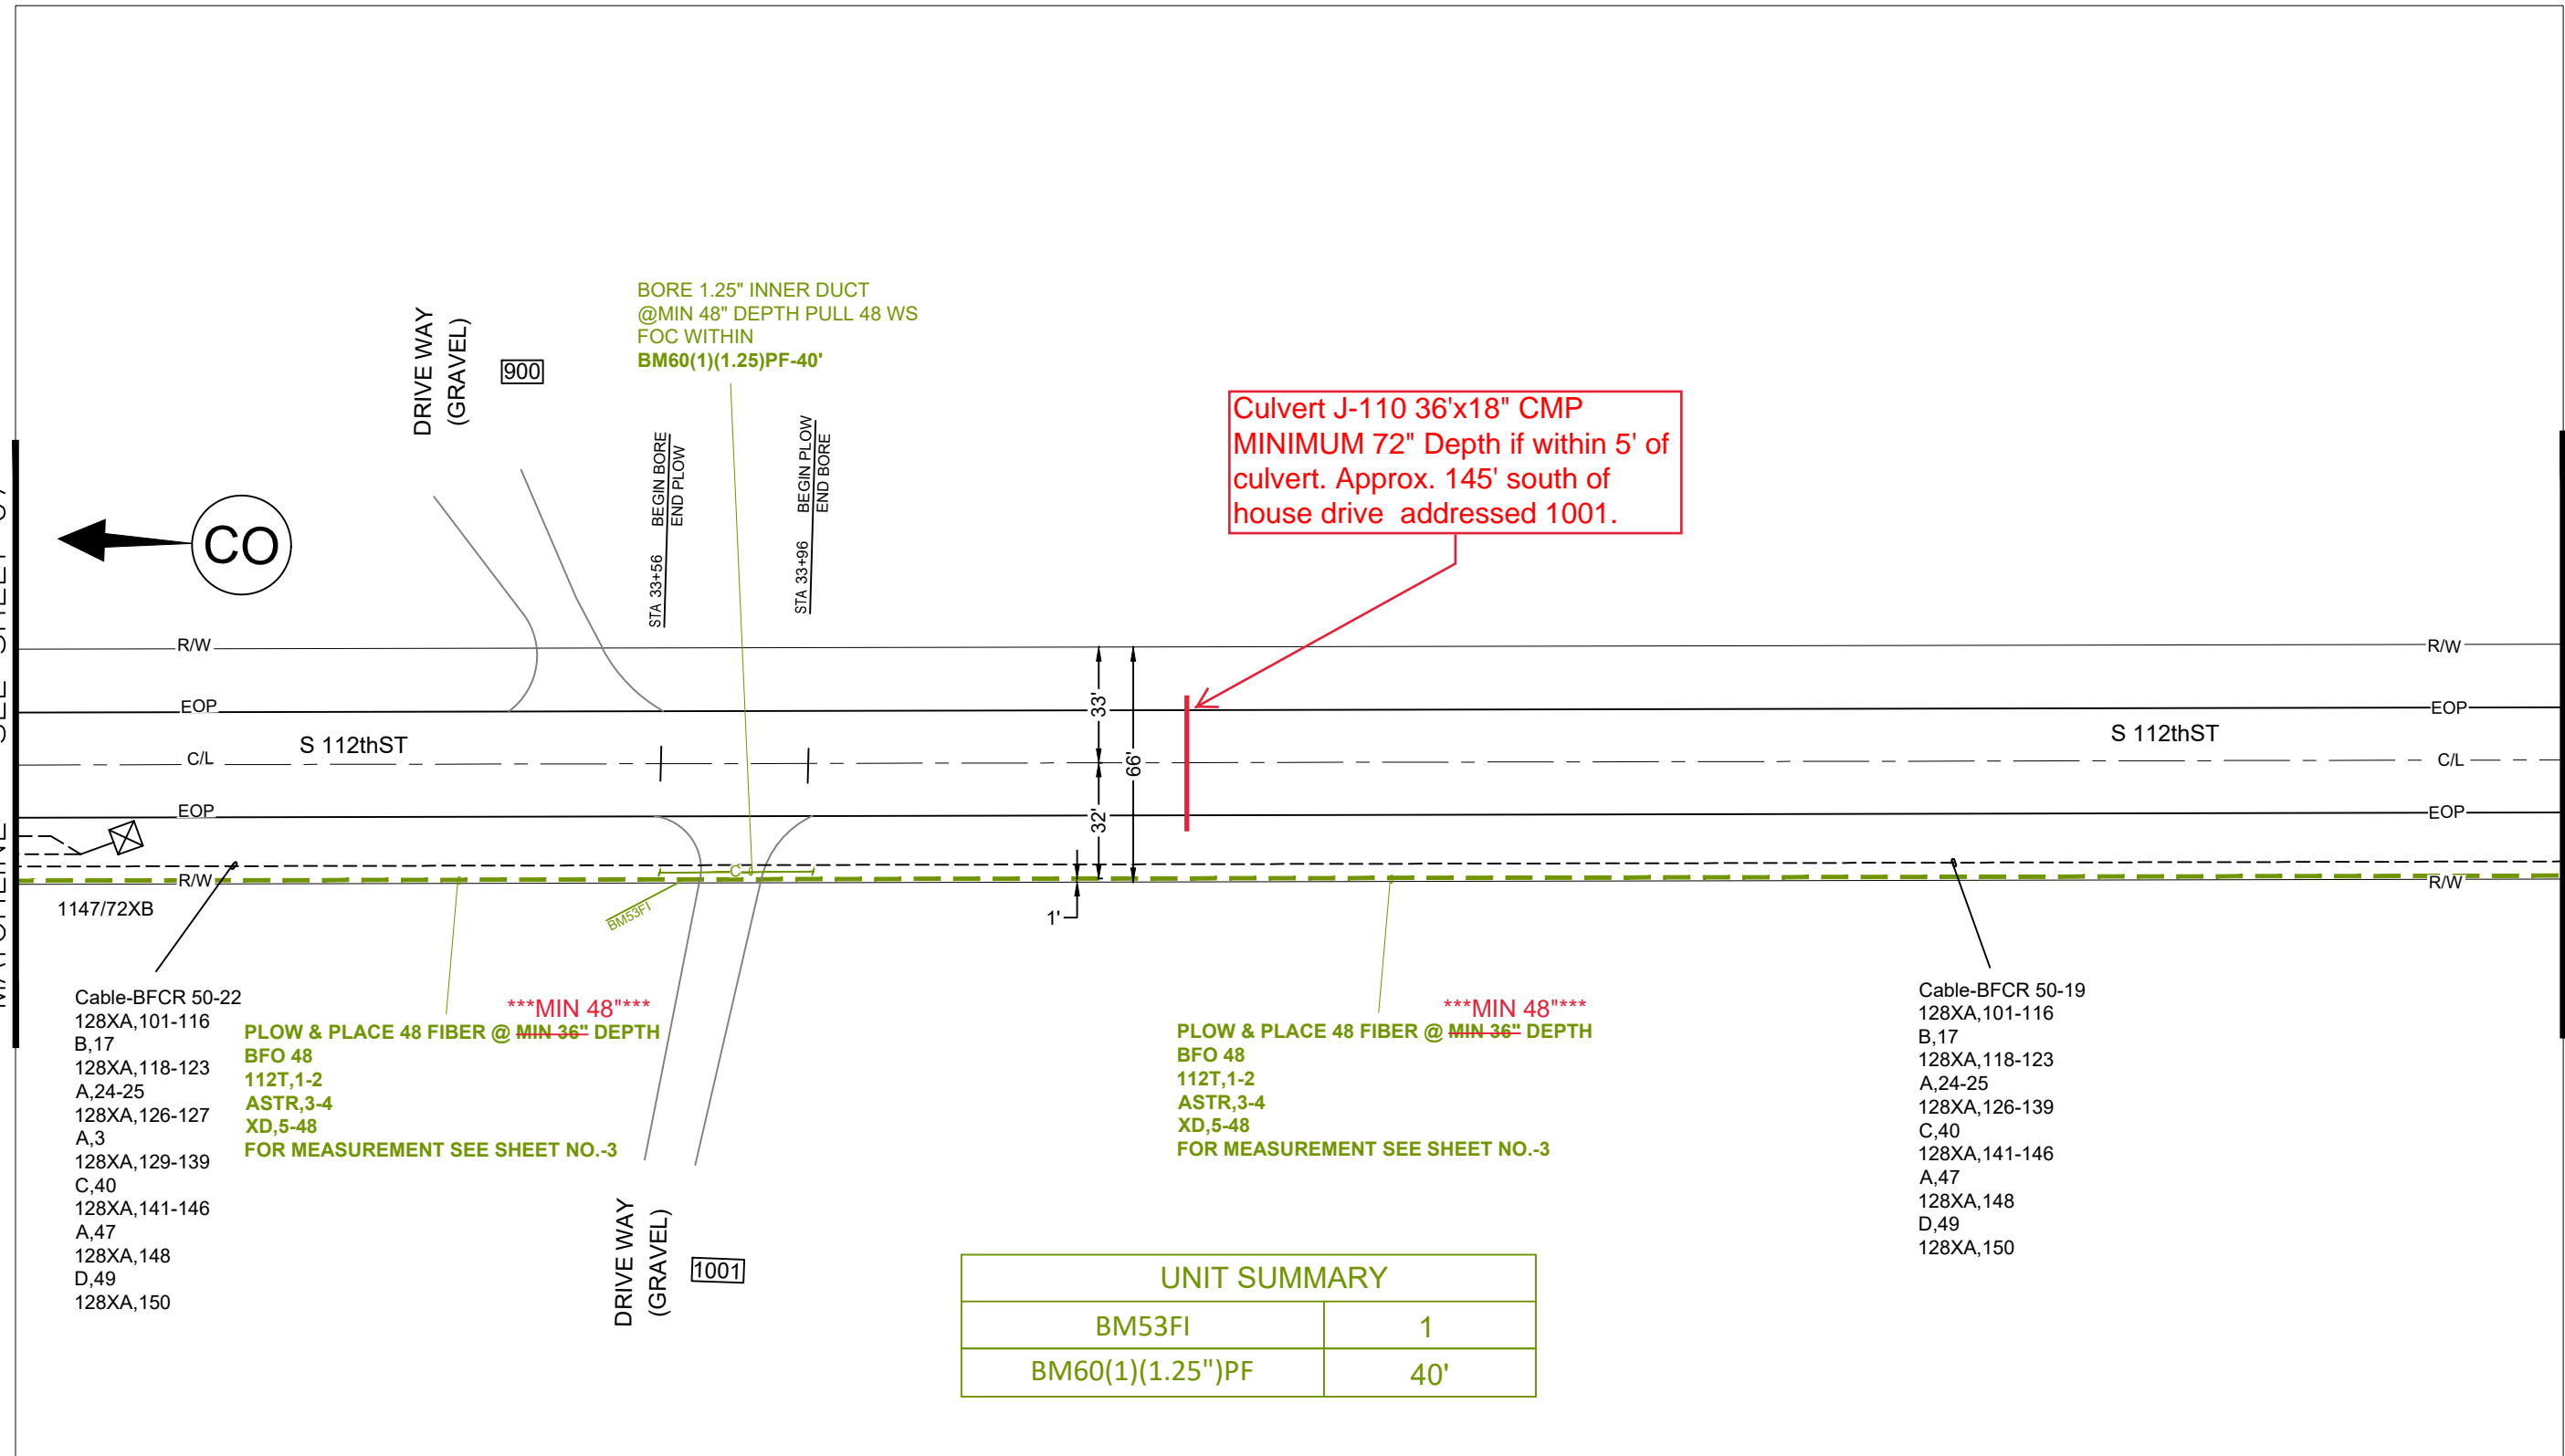 BORE 1.25" INNER DUCT
@MIN 48" DEPTH PULL 48 WS
FOC WITHIN
BM60(1)(1.25)PF-40'
DRIVE WAY
(GRAVEL)
900
Culvert J-110 36'x18" CMP
MINIMUM 72" Depth if within 5' of
culvert. Approx. 145' south of
house drive  addressed 1001.
STA 33+56
BEGIN BORE
END PLOW
STA 33+96
BEGIN PLOW
END BORE
CO
R/W
R/W
EOP
EOP
33'
S 112thST
S 112thST
C/L
C/L
66'
EOP
EOP
32'
C
R/W
R/W
1147/72XB
BM53FI
1'
Cable-BFCR 50-22
128XA,101-116
B,17
128XA,118-123
A,24-25
128XA,126-127
A,3
128XA,129-139
C,40
128XA,141-146
A,47
128XA,148
D,49
128XA,150
***MIN 48"***
PLOW & PLACE 48 FIBER @ MIN 36" DEPTH
BFO 48
112T,1-2
ASTR,3-4
XD,5-48
FOR MEASUREMENT SEE SHEET NO.-3
***MIN 48"***
PLOW & PLACE 48 FIBER @ MIN 36" DEPTH
BFO 48
112T,1-2
ASTR,3-4
XD,5-48
FOR MEASUREMENT SEE SHEET NO.-3
Cable-BFCR 50-19
128XA,101-116
B,17
128XA,118-123
A,24-25
128XA,126-139
C,40
128XA,141-146
A,47
128XA,148
D,49
128XA,150
DRIVE WAY
(GRAVEL)
1001
UNIT SUMMARY
BM53FI 1
BM60(1)(1.25")PF 40'